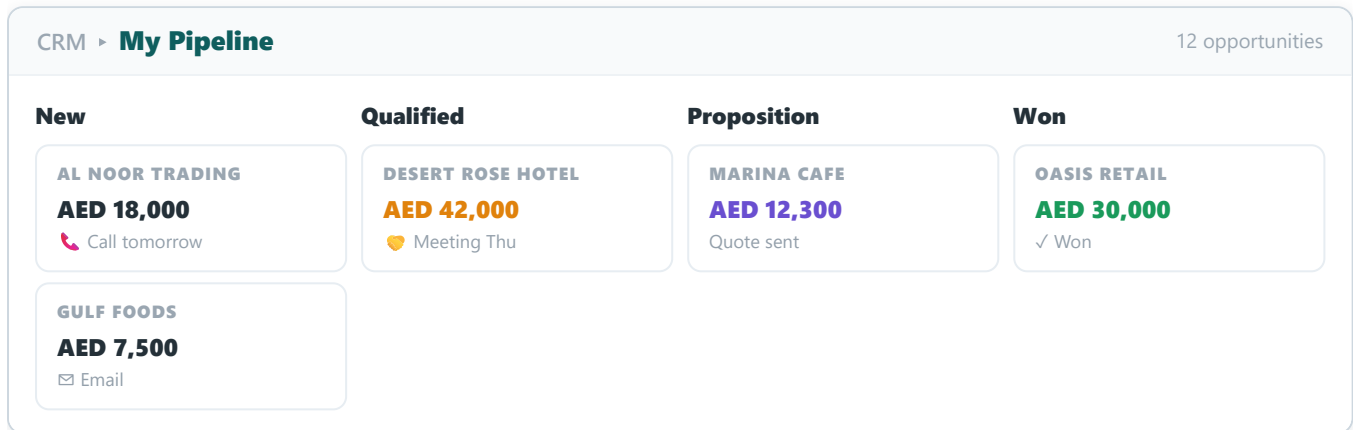 CRM ▸ My Pipeline
12 opportunities
New
AL NOOR TRADING
AED 18,000
📞 Call tomorrow
GULF FOODS
AED 7,500
✉ Email
Qualified
DESERT ROSE HOTEL
AED 42,000
🤝 Meeting Thu
Proposition
MARINA CAFE
AED 12,300
Quote sent
Won
OASIS RETAIL
AED 30,000
✓ Won